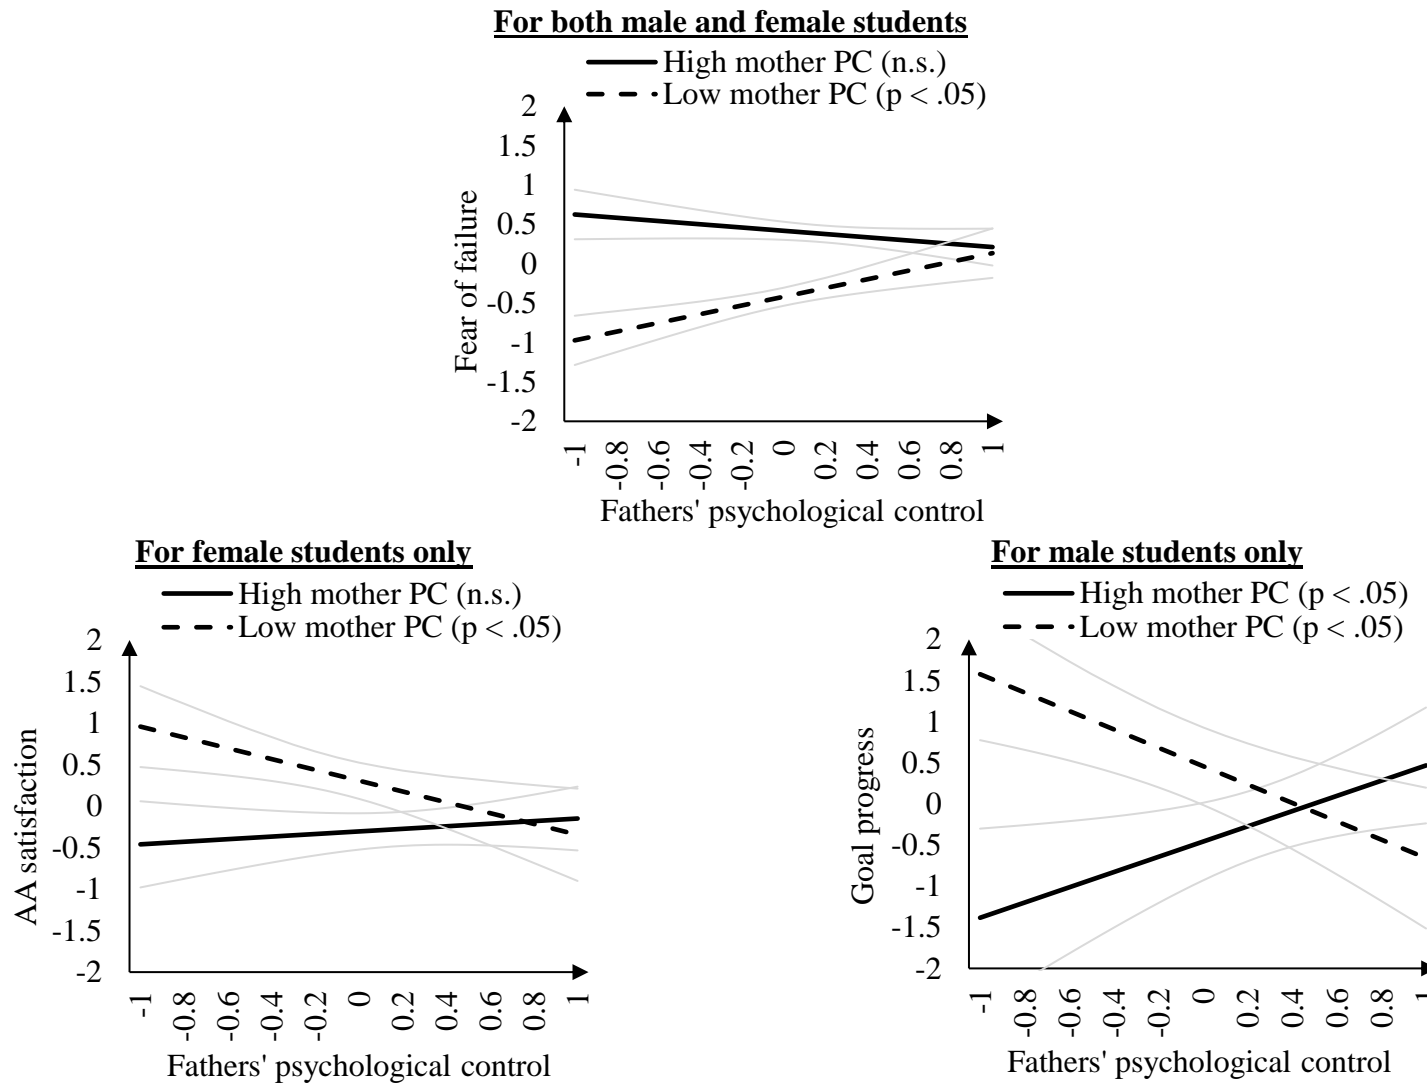 For both male and female students
High mother PC (n.s.)
Low mother PC (p < .05)
2
1.5
1
0.5
0
-0.5
-1
-1.5
-2
Fear of failure
-1 -0.8 -0.6 -0.4 -0.2 0 0.2 0.4 0.6 0.8 1
Fathers' psychological control
For female students only
High mother PC (n.s.)
Low mother PC (p < .05)
2
1.5
1
0.5
0
-0.5
-1
-1.5
-2
AA satisfaction
-1 -0.8 -0.6 -0.4 -0.2 0 0.2 0.4 0.6 0.8 1
Fathers' psychological control
For male students only
High mother PC (p < .05)
Low mother PC (p < .05)
2
1.5
1
0.5
0
-0.5
-1
-1.5
-2
Goal progress
-1 -0.8 -0.6 -0.4 -0.2 0 0.2 0.4 0.6 0.8 1
Fathers' psychological control